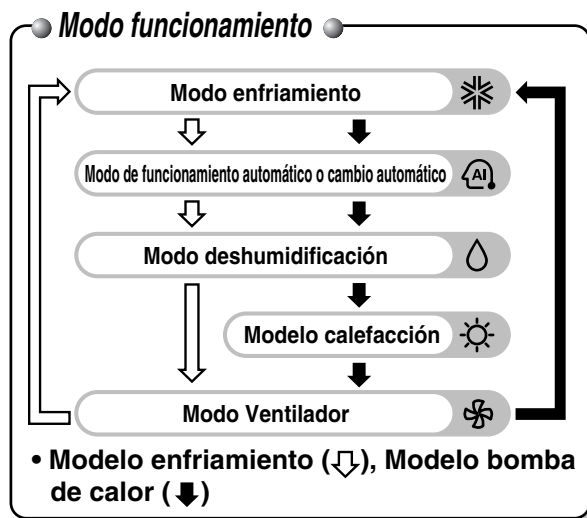 Modo funcionamiento
Modo enfriamiento
Modo de funcionamiento automático o cambio automático
AI
Modo deshumidificación
Modelo calefacción
Modo Ventilador
• Modelo enfriamiento (⇩), Modelo bomba
de calor (⬇)